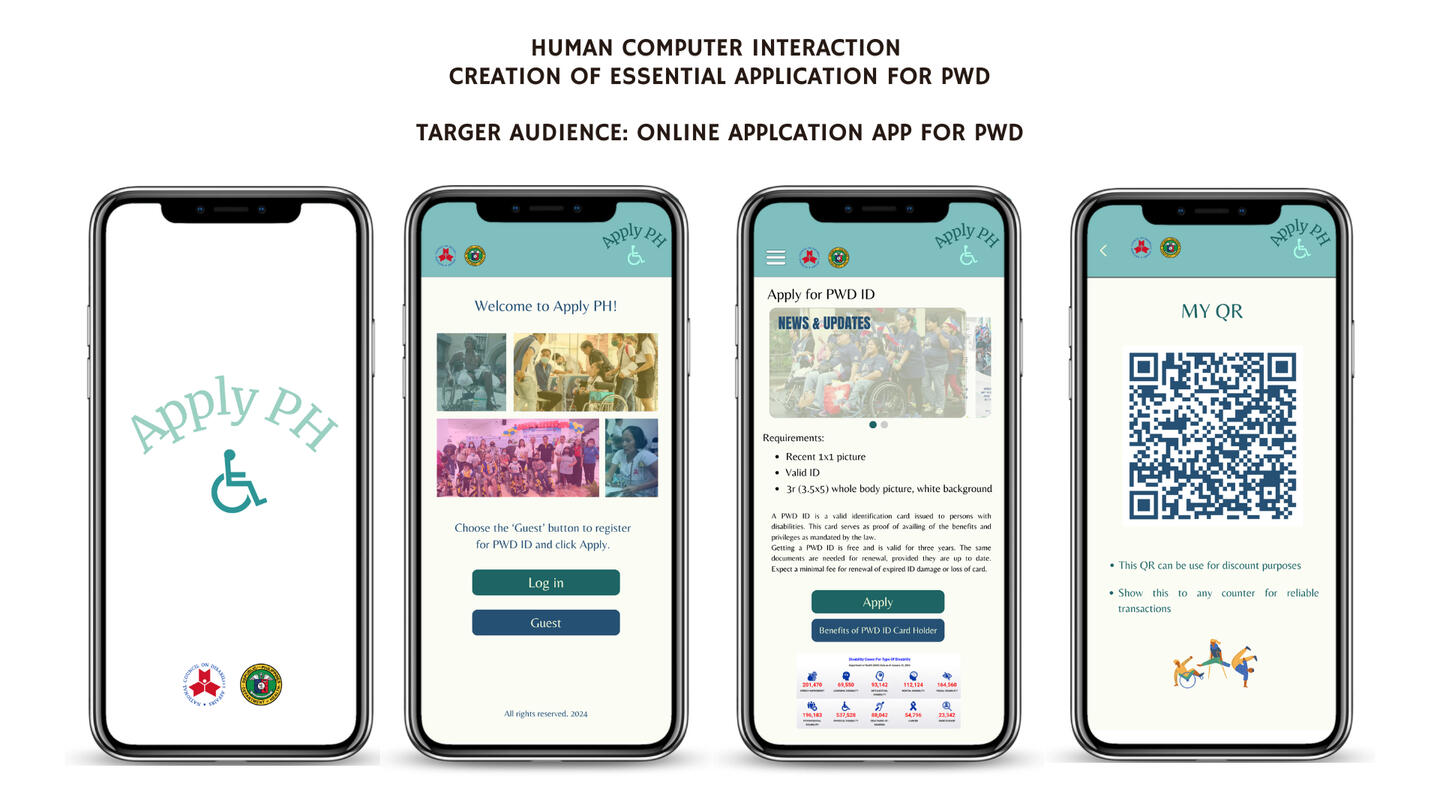 HUMAN COMPUTER INTERACTION
CREATION OF ESSENTIAL APPLICATION FOR PWD
TARGER AUDIENCE: ONLINE APPLCATION APP FOR PWD
Apply PH
NATIONAL COUNCIL ON DISABILITY AFFAIRS
Apply PH
Welcome to Apply PH!
Choose the ‘Guest’ button to register
for PWD ID and click Apply.
Log in
Guest
All rights reserved. 2024
Apply PH
Apply for PWD ID
NEWS & UPDATES
Requirements:
• Recent 1x1 picture
• Valid ID
• 3r (3.5x5) whole body picture, white background
A PWD ID is a valid identification card issued to persons with
disabilities. This card serves as proof of availing of the benefits and
privileges as mandated by the law.
Getting a PWD ID is free and is valid for three years. The same
documents are needed for renewal, provided they are up to date.
Expect a minimal fee for renewal of expired ID damage or loss of card.
Apply
Benefits of PWD ID Card Holder
Disability Cases Per Type Of Disability
201,470 69,550 93,142 112,124 164,560
196,183 537,528 88,042 54,796 23,342
Apply PH
MY QR
• This QR can be use for discount purposes
• Show this to any counter for reliable
transactions